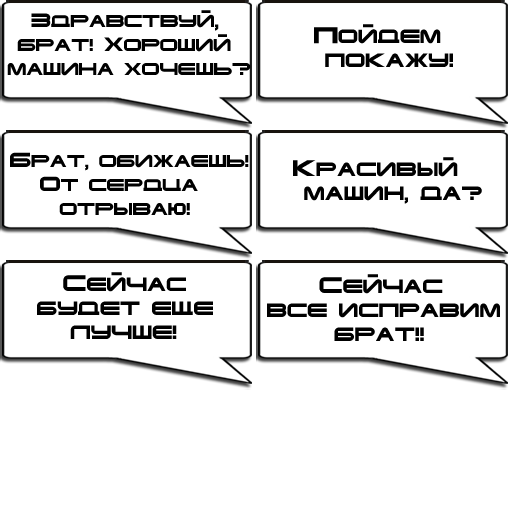 Здравствуй,
брат! Хороший
машина хочешь?
Пойдем
покажу!
Брат, обижаешь!
От сердца
отрываю!
Красивый
машин, да?
Сейчас
будет еще
лучше!
Сейчас
все исправим
брат!!